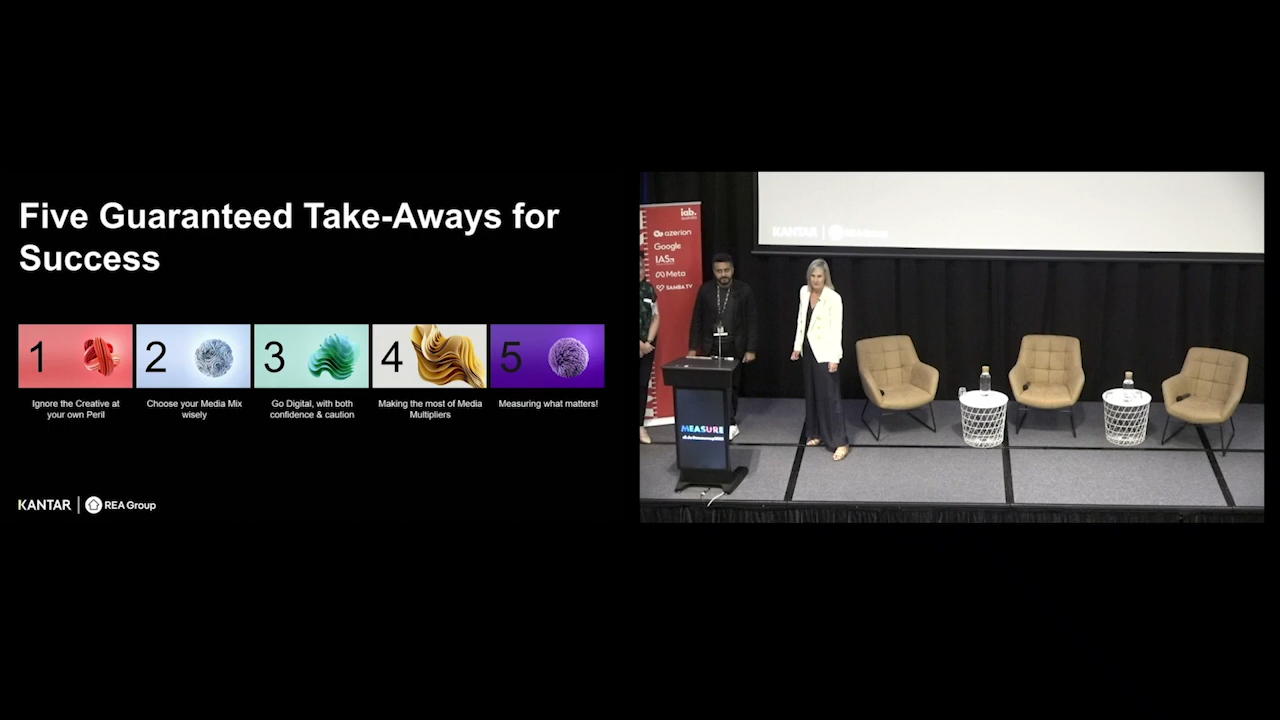 Five Guaranteed Take-Aways for
Success
1
2
3
4
5
Ignore the Creative at
your own Peril
Choose your Media Mix
wisely
Go Digital, with both
confidence & caution
Making the most of Media
Multipliers
Measuring what matters!
KANTAR | REA Group
iab.
azerion
Google
IAS
Meta
SAMBA TV
KANTAR | REA Group
MEASURE